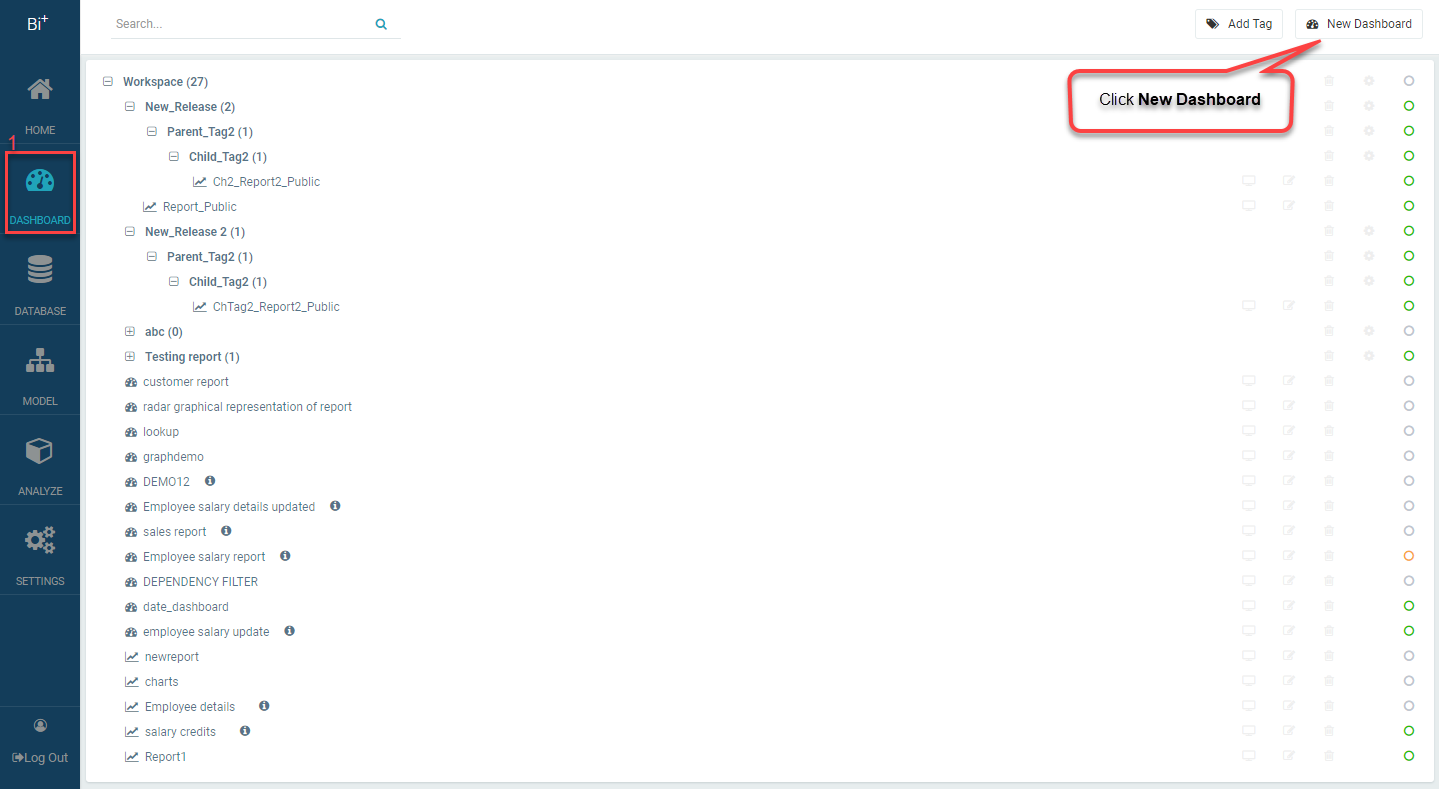 Bi+
Search...
Add Tag
New Dashboard
Click New Dashboard
1
HOME
DASHBOARD
DATABASE
MODEL
ANALYZE
SETTINGS
Log Out
Workspace (27)
New_Release (2)
Parent_Tag2 (1)
Child_Tag2 (1)
Ch2_Report2_Public
Report_Public
New_Release 2 (1)
Parent_Tag2 (1)
Child_Tag2 (1)
ChTag2_Report2_Public
abc (0)
Testing report (1)
customer report
radar graphical representation of report
lookup
graphdemo
DEMO12
Employee salary details updated
sales report
Employee salary report
DEPENDENCY FILTER
date_dashboard
employee salary update
newreport
charts
Employee details
salary credits
Report1